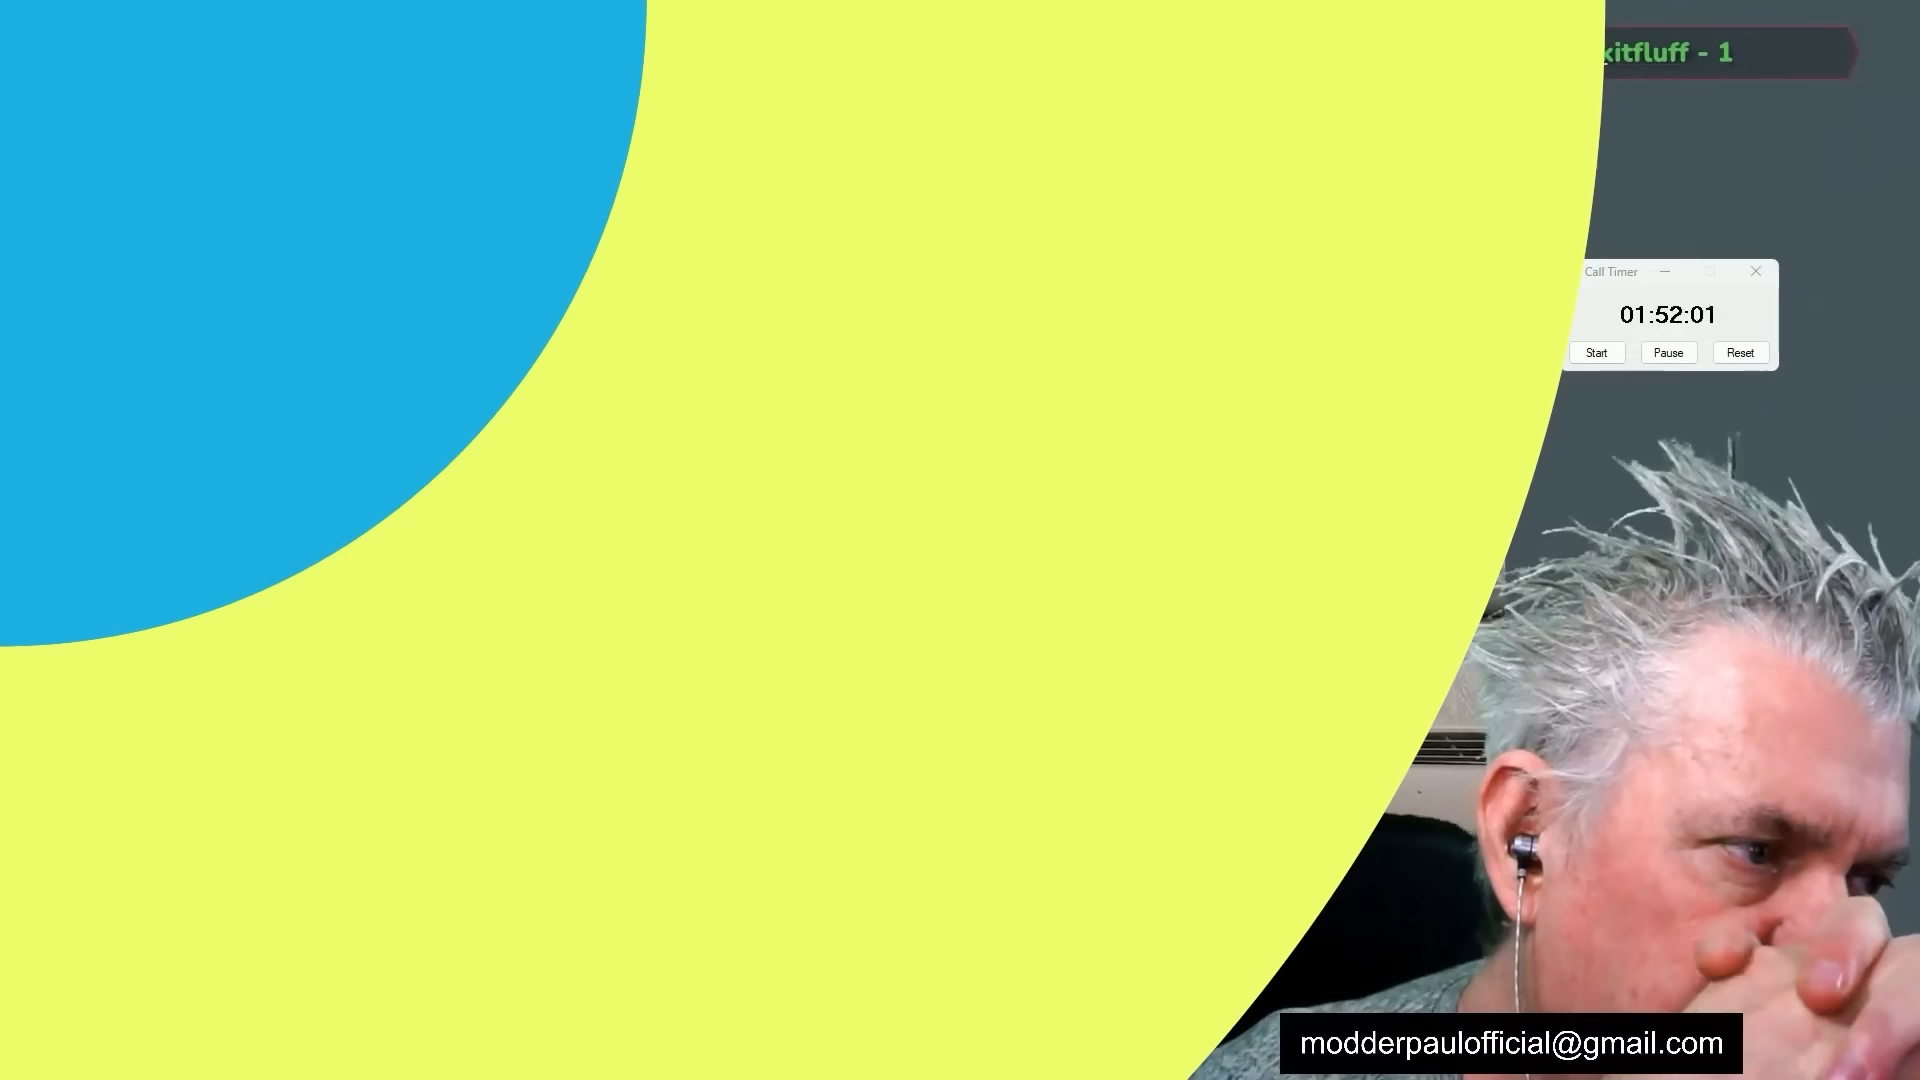 kitfluff - 1
Call Timer
01:52:01
Start Pause Reset
modderpaulofficial@gmail.com